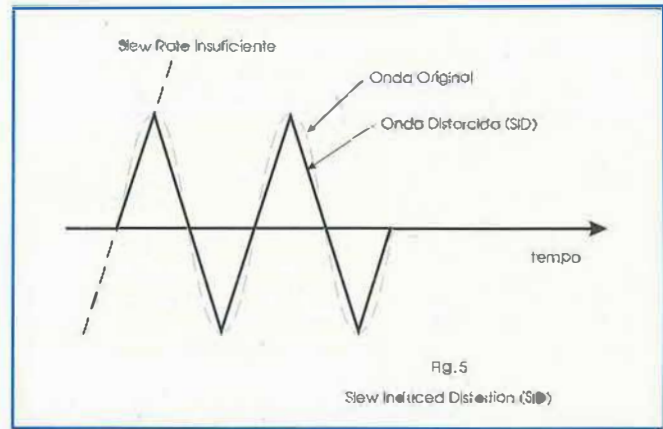 Slew Rate Insuficiente
Onda Original
Onda Distorcida (SID)
tempo
Fig.5
Slew Induced Distortion (SID)